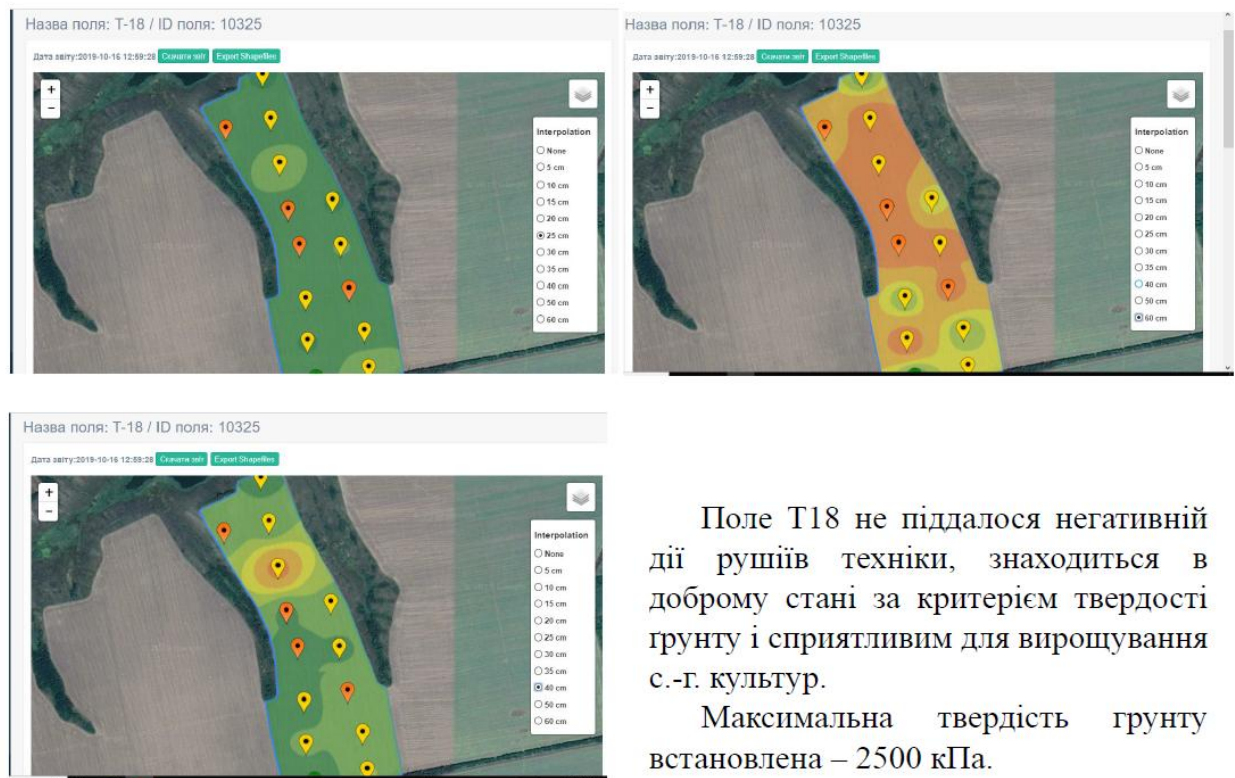 Назва поля: Т-18 / ID поля: 10325
Дата звіту:2019-10-16 12:59:28 Скачати звіт Export Shapefiles
+
−
Interpolation
None
5 cm
10 cm
15 cm
20 cm
25 cm
30 cm
35 cm
40 cm
50 cm
60 cm
Назва поля: Т-18 / ID поля: 10325
Дата звіту:2019-10-16 12:59:28 Скачати звіт Export Shapefiles
+
−
Interpolation
None
5 cm
10 cm
15 cm
20 cm
25 cm
30 cm
35 cm
40 cm
50 cm
60 cm
Назва поля: Т-18 / ID поля: 10325
Дата звіту:2019-10-16 12:59:28 Скачати звіт Export Shapefiles
+
−
Interpolation
None
5 cm
10 cm
15 cm
20 cm
25 cm
30 cm
35 cm
40 cm
50 cm
60 cm
Поле Т18 не піддалося негативній
дії рушіїв техніки, знаходиться в
доброму стані за критерієм твердості
ґрунту і сприятливим для вирощування
с.-г. культур.
Максимальна твердість грунту
встановлена – 2500 кПа.